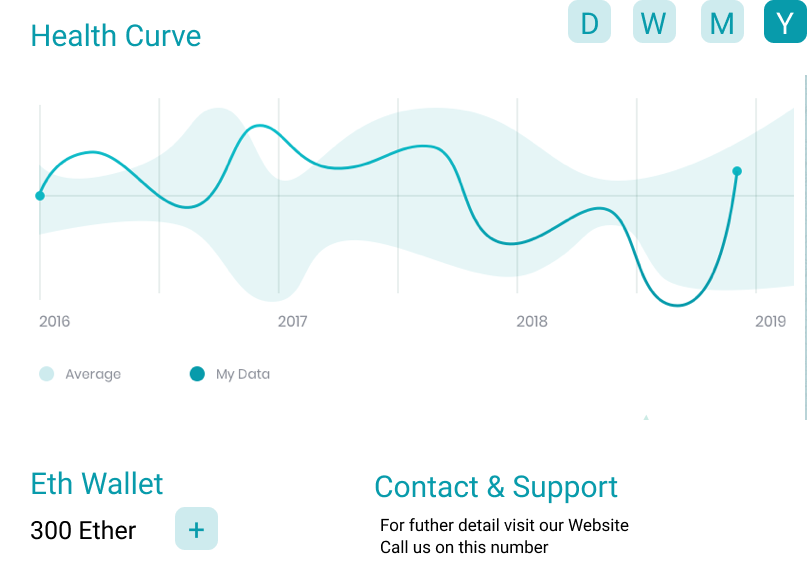 Health Curve
D W M Y
2016 2017 2018 2019
Average My Data
Eth Wallet
300 Ether +
Contact & Support
For futher detail visit our Website
Call us on this number